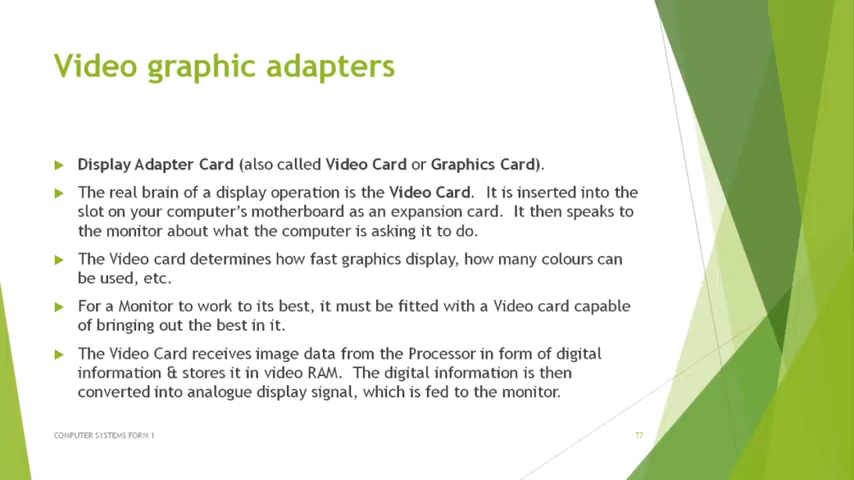 Video graphic adapters
Display Adapter Card (also called Video Card or Graphics Card).
The real brain of a display operation is the Video Card. It is inserted into the
slot on your computer's motherboard as an expansion card. It then speaks to
the monitor about what the computer is asking it to do.
The Video card determines how fast graphics display, how many colours can
be used, etc.
For a Monitor to work to its best, it must be fitted with a Video card capable
of bringing out the best in it.
The Video Card receives image data from the Processor in form of digital
information & stores it in video RAM. The digital information is then
converted into analogue display signal, which is fed to the monitor.
COMPUTER SYSTEMS FORM 1
77